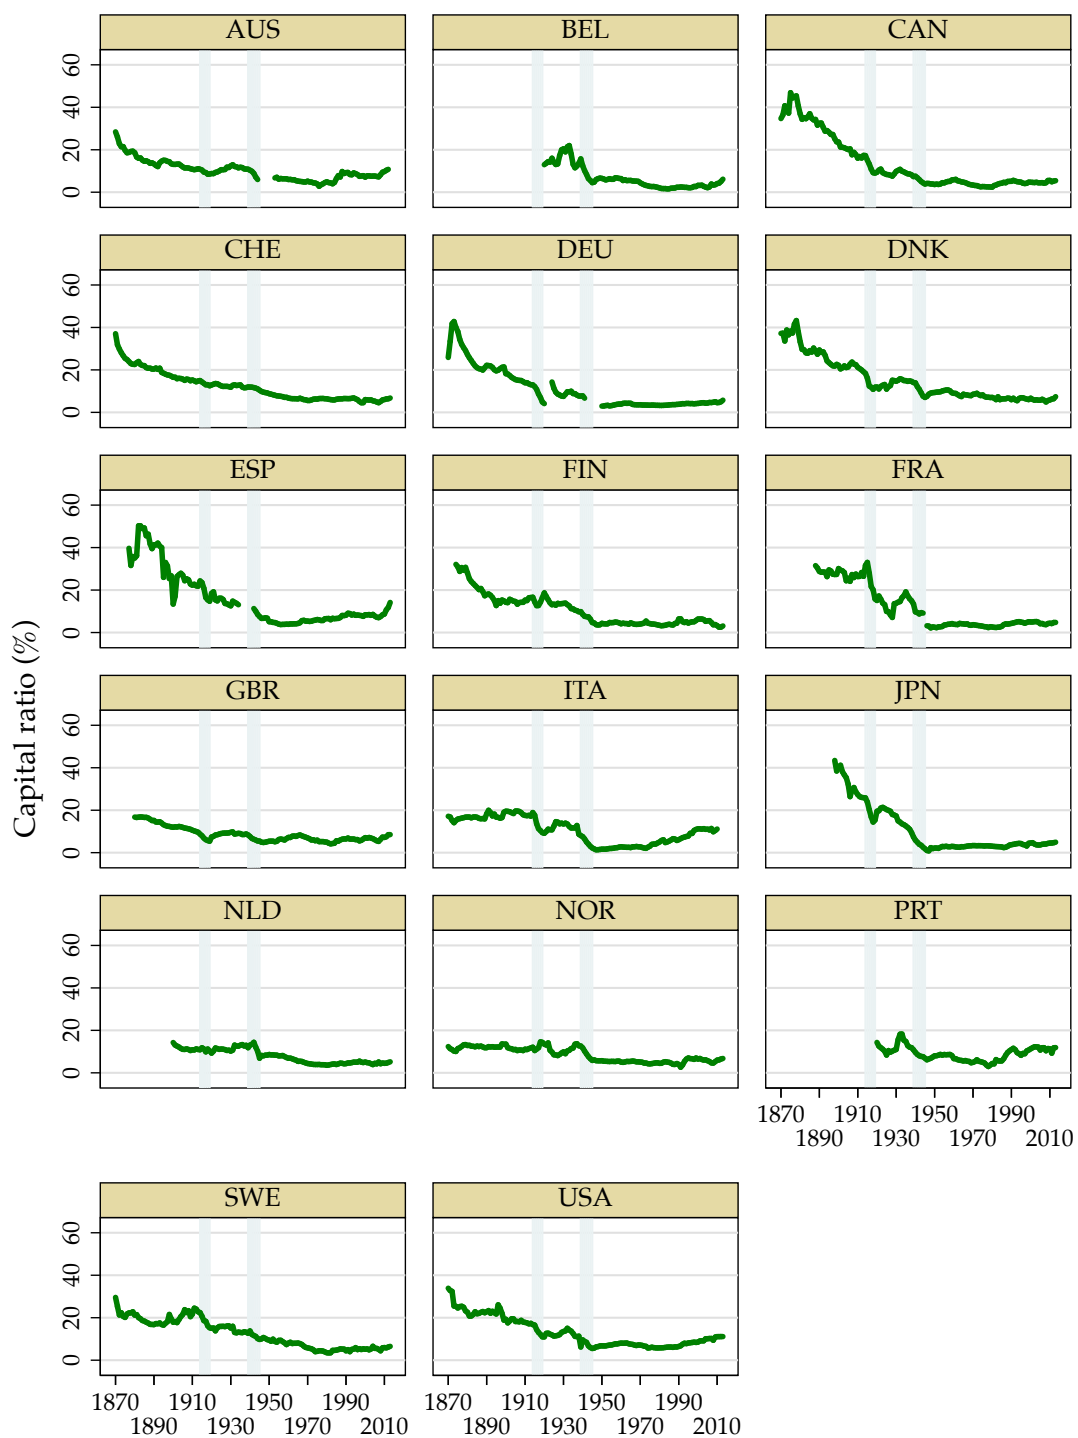 AUS BEL CAN
60
40
20
0
CHE DEU DNK
60
40
20
0
ESP FIN FRA
60
40
20
0
Capital ratio (%)
GBR ITA JPN
60
40
20
0
NLD NOR PRT
60
40
20
0
1870 1910 1950 1990
1890 1930 1970 2010
SWE USA
60
40
20
0
1870 1910 1950 1990 1870 1910 1950 1990
1890 1930 1970 2010 1890 1930 1970 2010